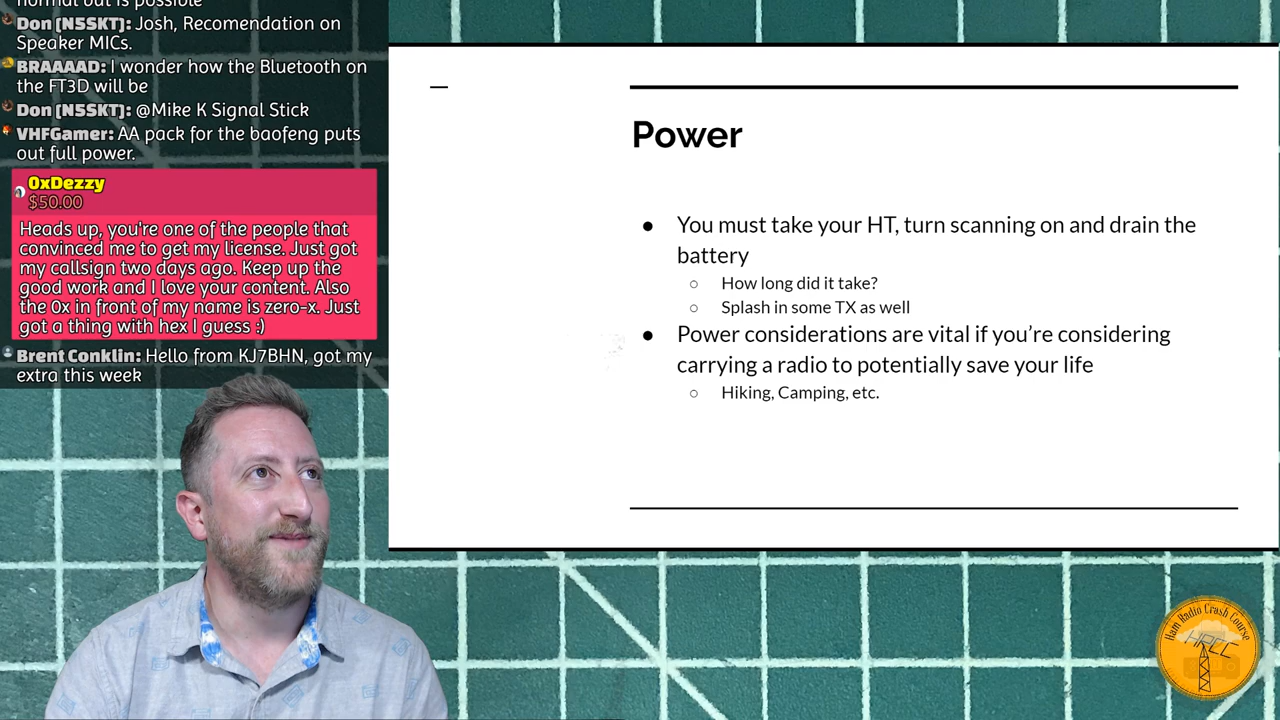 normal but is possible
Don (N5SKT): Josh, Recomendation on
Speaker MICs.
BRAAAAD: I wonder how the Bluetooth on
the FT3D will be
Don (N5SKT): @Mike K Signal Stick
VHFGamer: AA pack for the baofeng puts
out full power.
0xDezzy
$50.00
Heads up, you're one of the people that
convinced me to get my license. Just got
my callsign two days ago. Keep up the
good work and I love your content. Also
the 0x in front of my name is zero-x. Just
got a thing with hex I guess :)
Brent Conklin: Hello from KJ7BHN, got my
extra this week
Power
● You must take your HT, turn scanning on and drain the
battery
○ How long did it take?
○ Splash in some TX as well
● Power considerations are vital if you’re considering
carrying a radio to potentially save your life
○ Hiking, Camping, etc.
Ham Radio Crash Course
HRCC